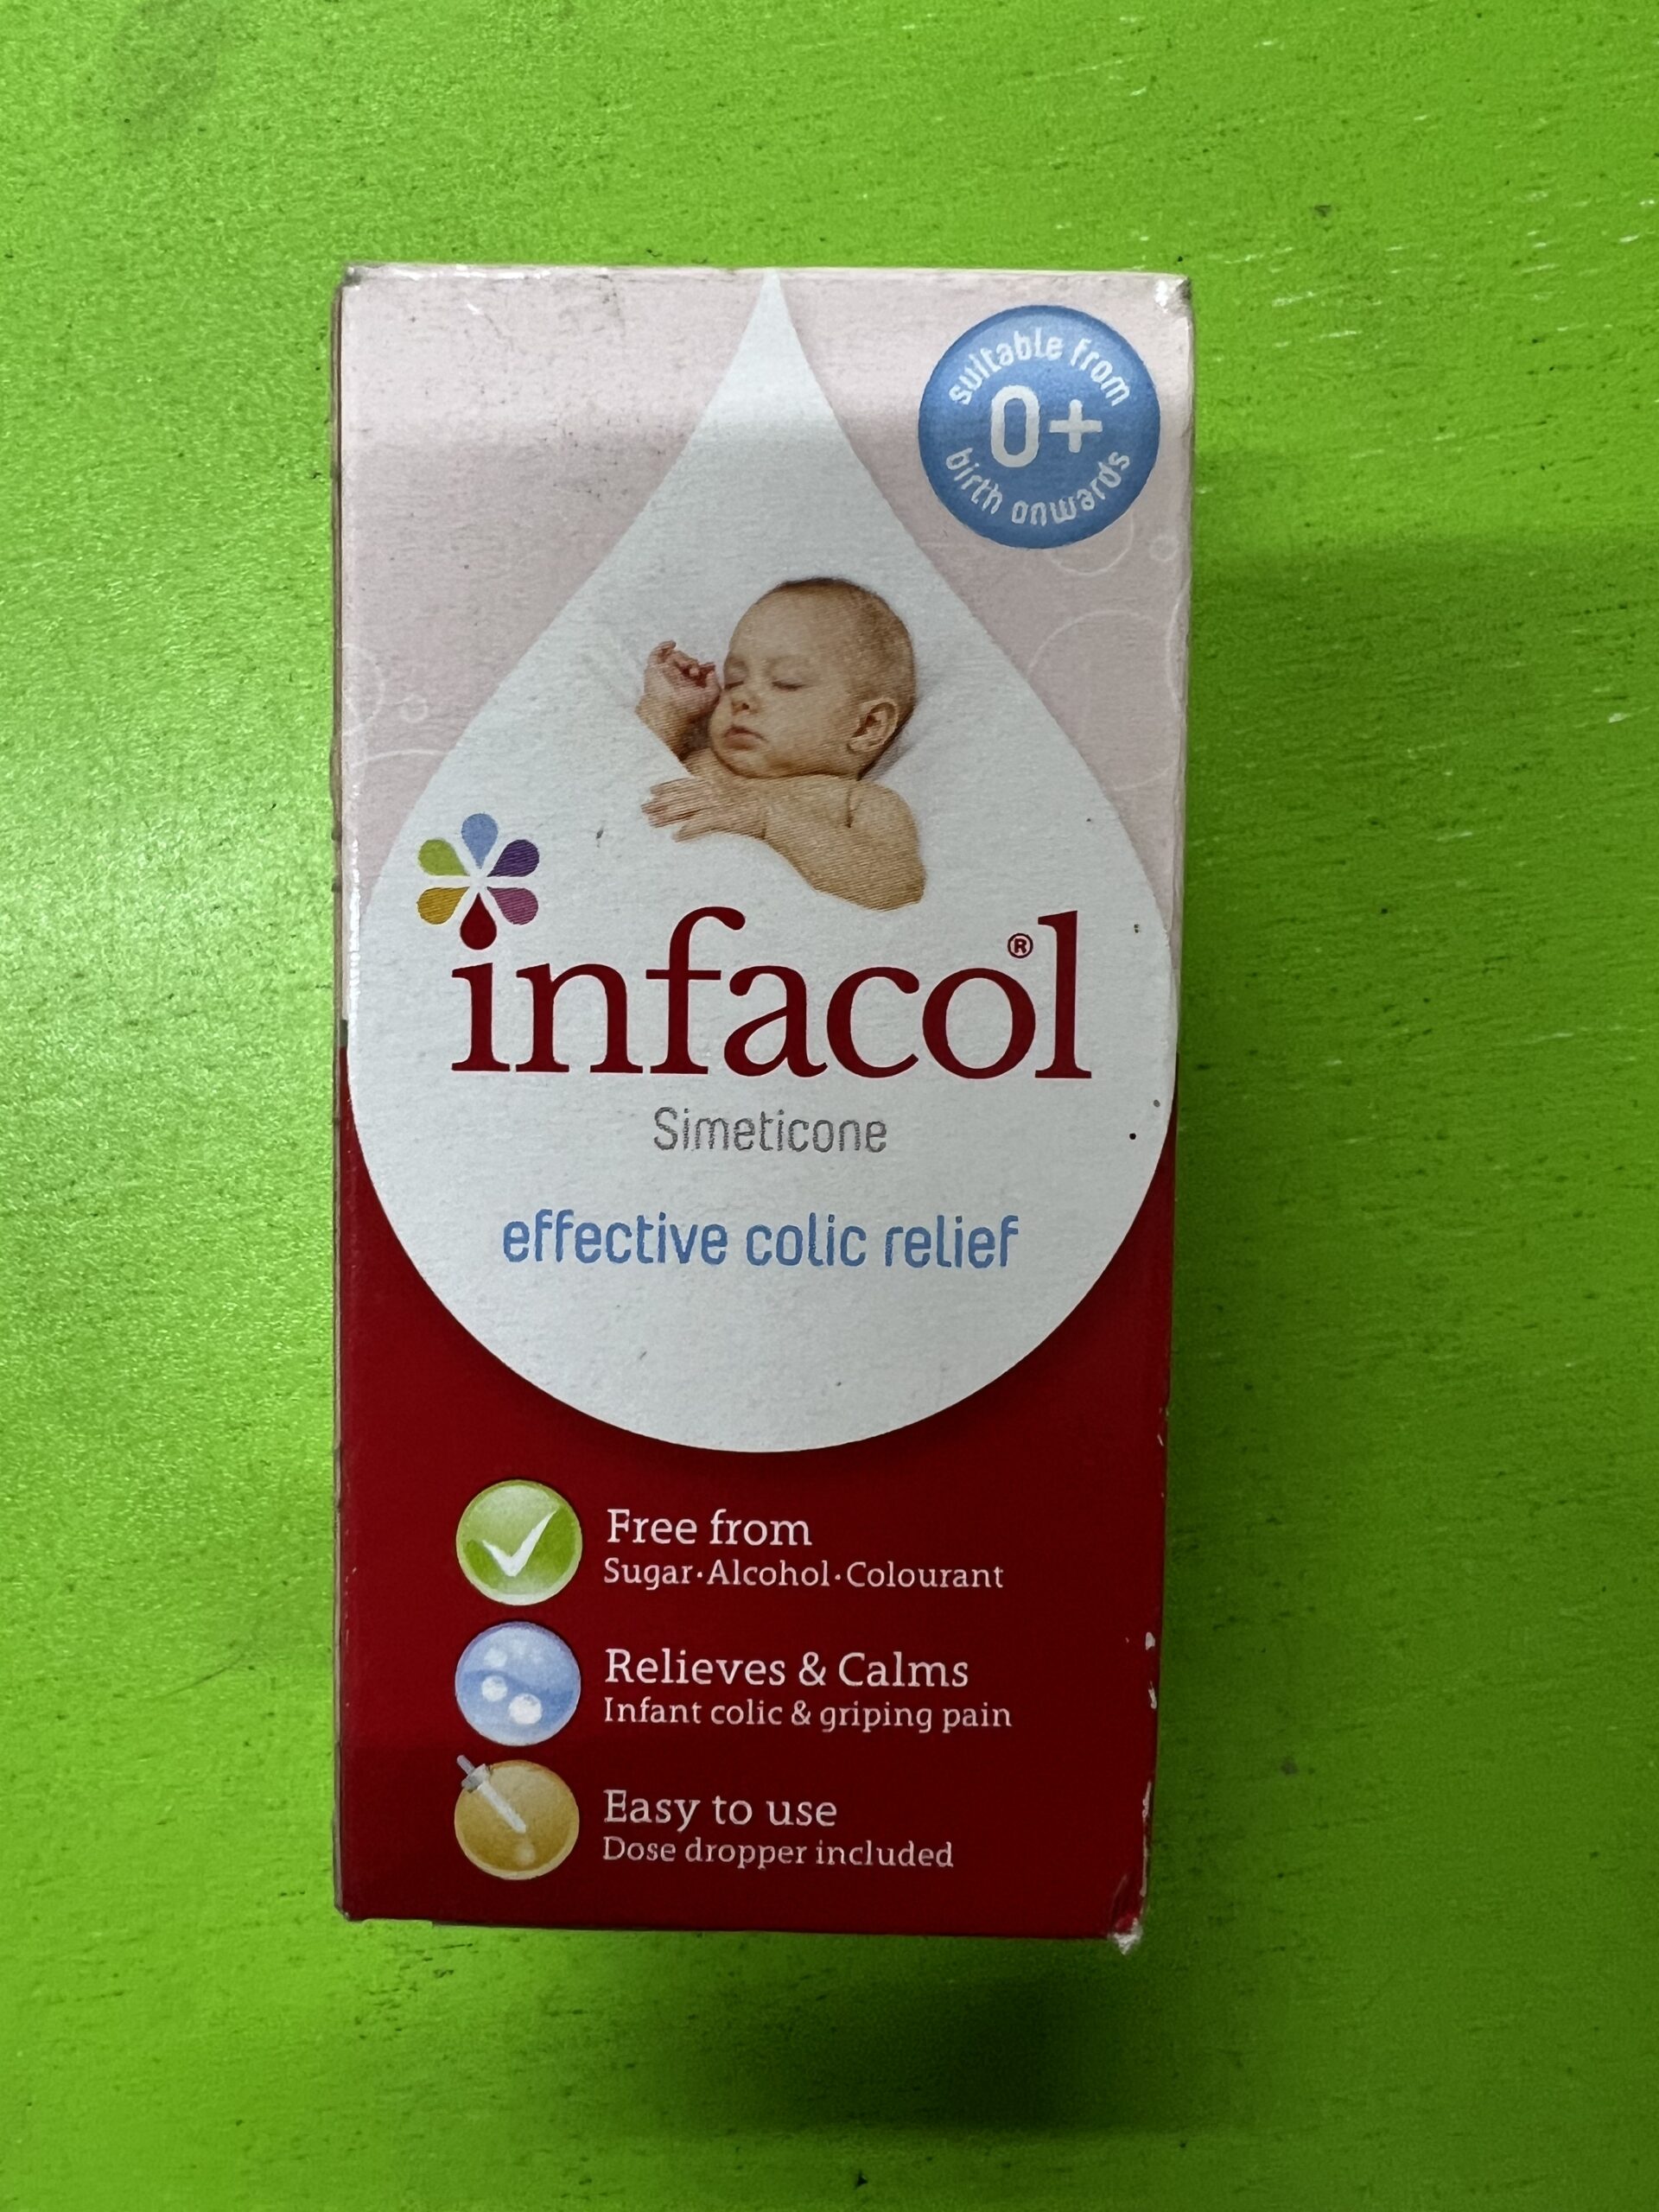 suitable from
0+
birth onwards
infacol®
Simeticone
effective colic relief
Free from
Sugar·Alcohol·Colourant
Relieves & Calms
Infant colic & griping pain
Easy to use
Dose dropper included